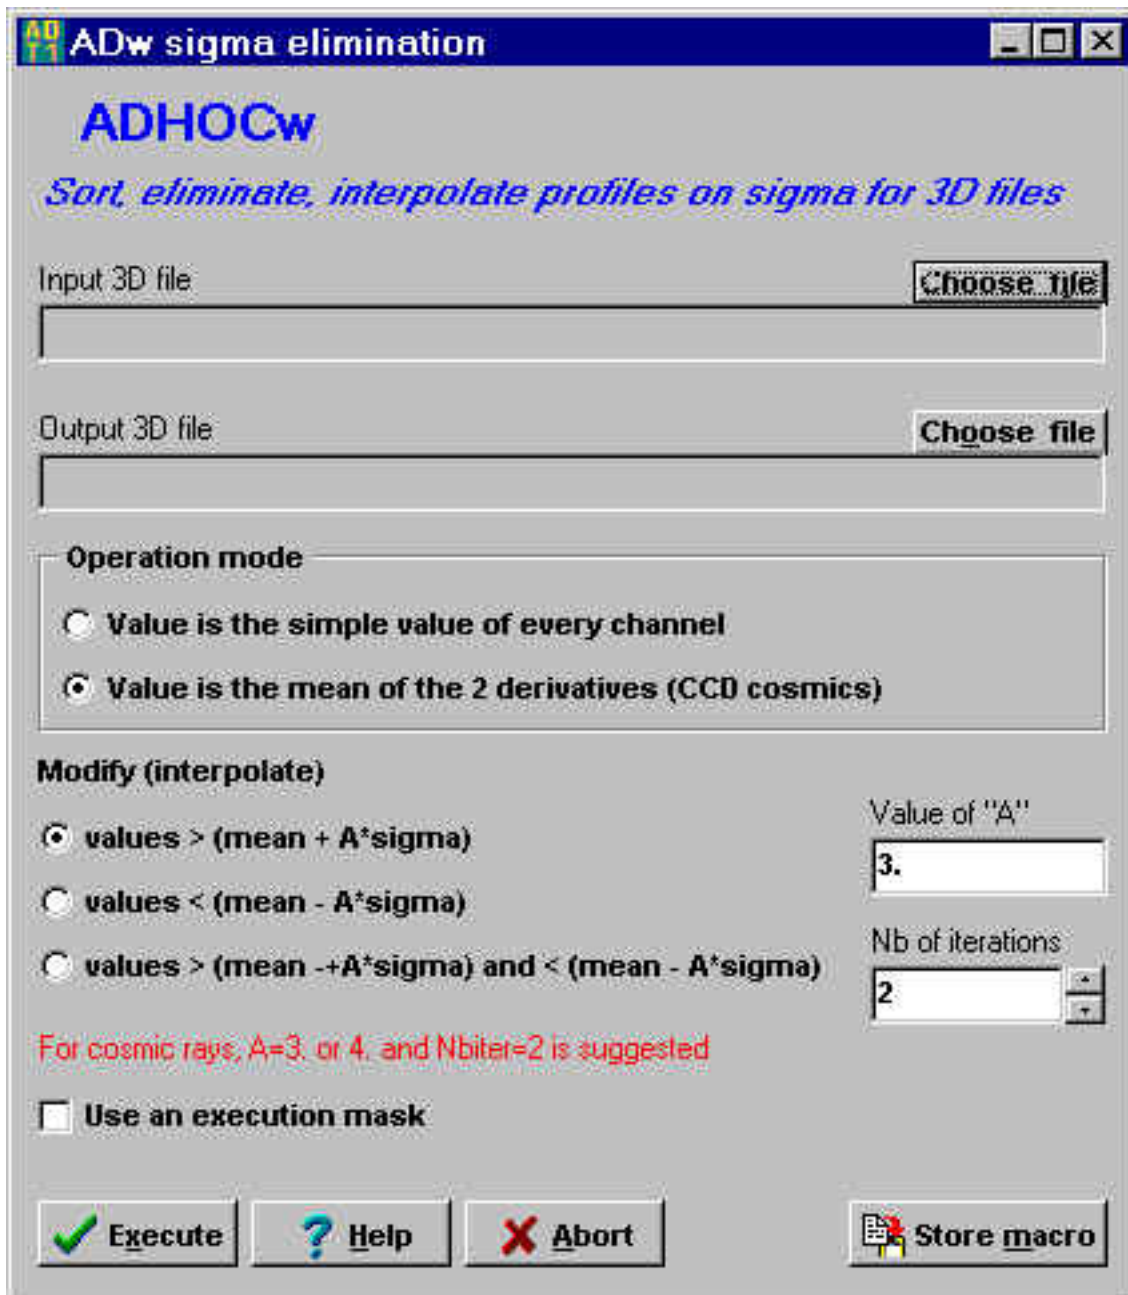 ADw sigma elimination
ADHOCw
Sort, eliminate, interpolate profiles on sigma for 3D files
Input 3D file
Choose file
Output 3D file
Choose file
Operation mode
Value is the simple value of every channel
Value is the mean of the 2 derivatives (CCD cosmics)
Modify (interpolate)
Value of "A"
values > (mean + A*sigma)
3.
values < (mean - A*sigma)
Nb of iterations
values > (mean -+A*sigma) and < (mean - A*sigma)
2
For cosmic rays, A=3. or 4. and Nbiter=2 is suggested
Use an execution mask
Execute
Help
Abort
Store macro